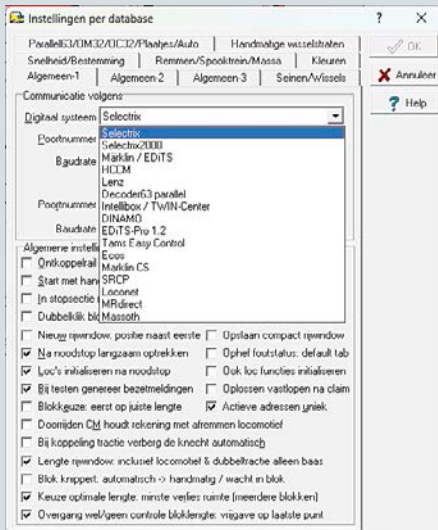 Instellingen per database
?
X
Parallel63/OM32/OC32/Plaatjes/Auto
Handmatige wisselstraten
Snelheid/Bestemming
Remmen/Spooktrein/Massa
Kleuren
Algemeen-1
Algemeen-2
Algemeen-3
Seinen/Wissels
OK
Annuleer
Help
Communicatie volgens
Digitaal systeem
Selectrix
Poortnummer
Baudrate
Poortnummer
Baudrate
Selectrix
Selectrix2000
Märklin / EDiTS
HCCM
Lenz
Decoder63 parallel
Intellibox / TWIN-Center
DINAMO
EDiTS-Pro 1.2
Tams Easy Control
Ecos
Marklin CS
SRCP
Loconet
MRdirect
Massoth
Algemene instelli
Ontkoppelrail
Start met han
In stopsectie
Dubbelklik blo
Nieuw rijwindow: positie naast eerste
Opslaan compact rijwindow
Na noodstop langzaam optrekken
Ophef foutstatus: default tab
Loc's initialiseren na noodstop
Ook loc functies initialiseren
Bij testen genereer bezetmeldingen
Oplossen vastlopen na claim
Blokkeuze: eerst op juiste lengte
Actieve adressen uniek
Doorrijden CM houdt rekening met afremmen locomotief
Bij koppeling tractie verberg de knecht automatisch
Lengte rijwindow: inclusief locomotief & dubbeltractie alleen baas
Blok knippert: automatisch -> handmatig / wacht in blok
Keuze optimale lengte: minste verlies ruimte (meerdere blokken)
Overgang wel/geen controle bloklengte: vrijgave op laatste punt